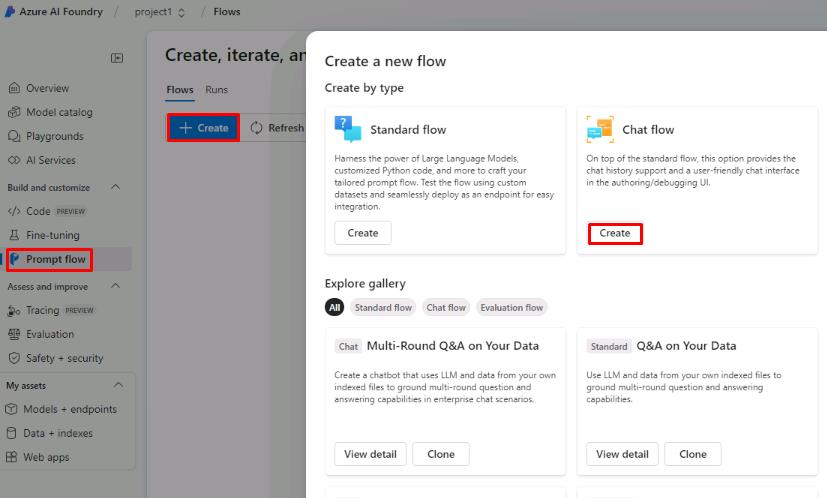 Azure AI Foundry / project1 / Flows
Overview
Model catalog
Playgrounds
AI Services
Build and customize
Code PREVIEW
Fine-tuning
Prompt flow
Assess and improve
Tracing PREVIEW
Evaluation
Safety + security
My assets
Models + endpoints
Data + indexes
Web apps
Create, iterate, an
Flows Runs
+ Create Refresh
Create a new flow
Create by type
Standard flow
Harness the power of Large Language Models,
customized Python code, and more to craft your
tailored prompt flow. Test the flow using custom
datasets and seamlessly deploy as an endpoint for easy
integration.
Create
Chat flow
On top of the standard flow, this option provides the
chat history support and a user-friendly chat interface
in the authoring/debugging UI.
Create
Explore gallery
All Standard flow Chat flow Evaluation flow
Chat Multi-Round Q&A on Your Data
Create a chatbot that uses LLM and data from your own
indexed files to ground multi-round question and
answering capabilities in enterprise chat scenarios.
View detail Clone
Standard Q&A on Your Data
Use LLM and data from your own indexed files to
ground multi-round question and answering
capabilities.
View detail Clone